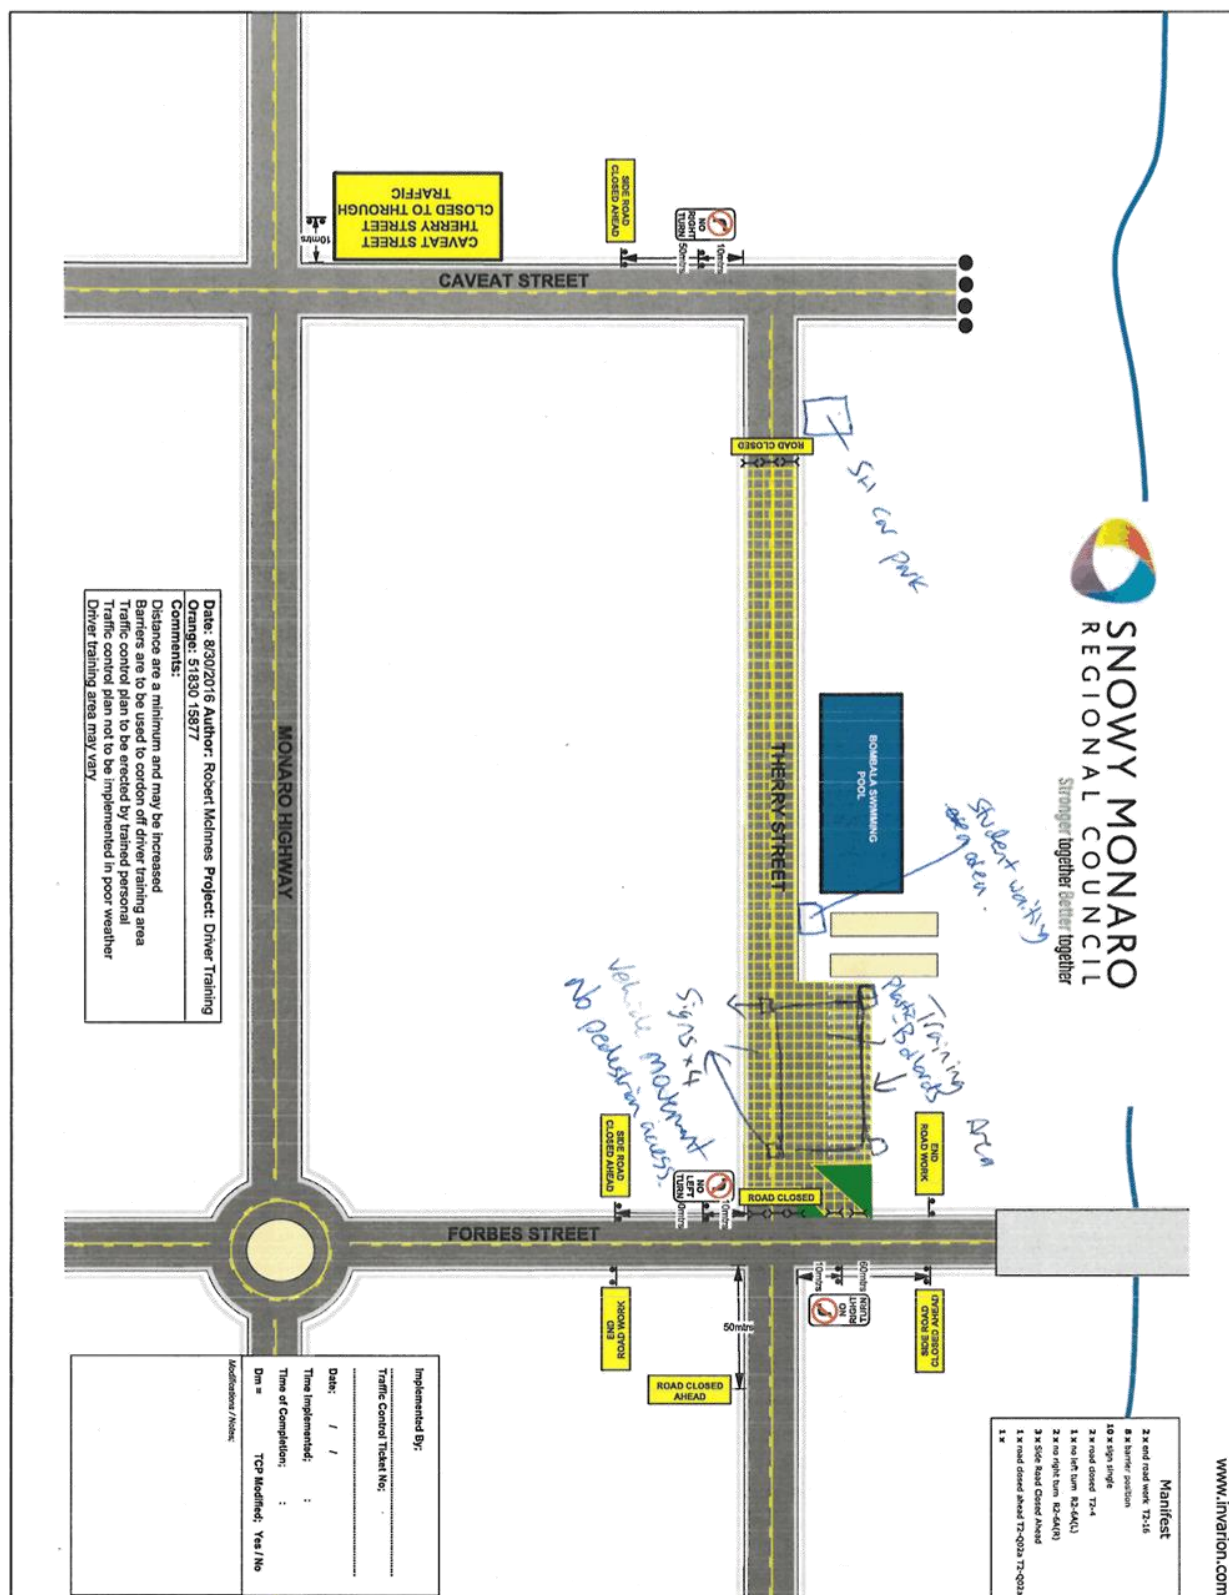 www.invarion.com
SNOWY MONARO
REGIONAL COUNCIL
Stronger together Better together
CAVEAT STREET
THERRY STREET
CLOSED TO THROUGH
TRAFFIC
10mtrs
SIDE ROAD
CLOSED AHEAD
NO
RIGHT
TURN
50mtrs
10mtrs
CAVEAT STREET
ROAD CLOSED
car park
BOMBALA SWIMMING
POOL
THERRY STREET
MONARO HIGHWAY
Student waiting
area.
Training Area
Plastic Bollards
Signs x 4
Vehicle movement
No pedestrian access.
END
ROAD WORK
SIDE ROAD
CLOSED AHEAD
NO
LEFT
TURN
10mtrs
ROAD CLOSED
FORBES STREET
60mtrs
10mtrs
NO
RIGHT
TURN
SIDE ROAD
CLOSED AHEAD
END
ROAD WORK
50mtrs
ROAD CLOSED
AHEAD
Date: 8/30/2016 Author: Robert McInnes Project: Driver Training
Orange: 51830 15877
Comments:
Distance are a minimum and may be increased
Barriers are to be used to cordon off driver training area
Traffic control plan to be erected by trained personal
Traffic control plan not to be implemented in poor weather
Driver training area may vary
Implemented By:
Traffic Control Ticket No:
Date: / /
Time Implemented: :
Time of Completion: :
Dm = TCP Modified: Yes / No
Modifications / Notes:
Manifest
2 x end road work T2-16
8 x barrier position
10 x sign single
2 x road closed T2-4
1 x no left turn R2-6A(L)
2 x no right turn R2-6A(R)
3 x Side Road Closed Ahead
1 x road closed ahead T2-Q02a T2-Q02a
1 x